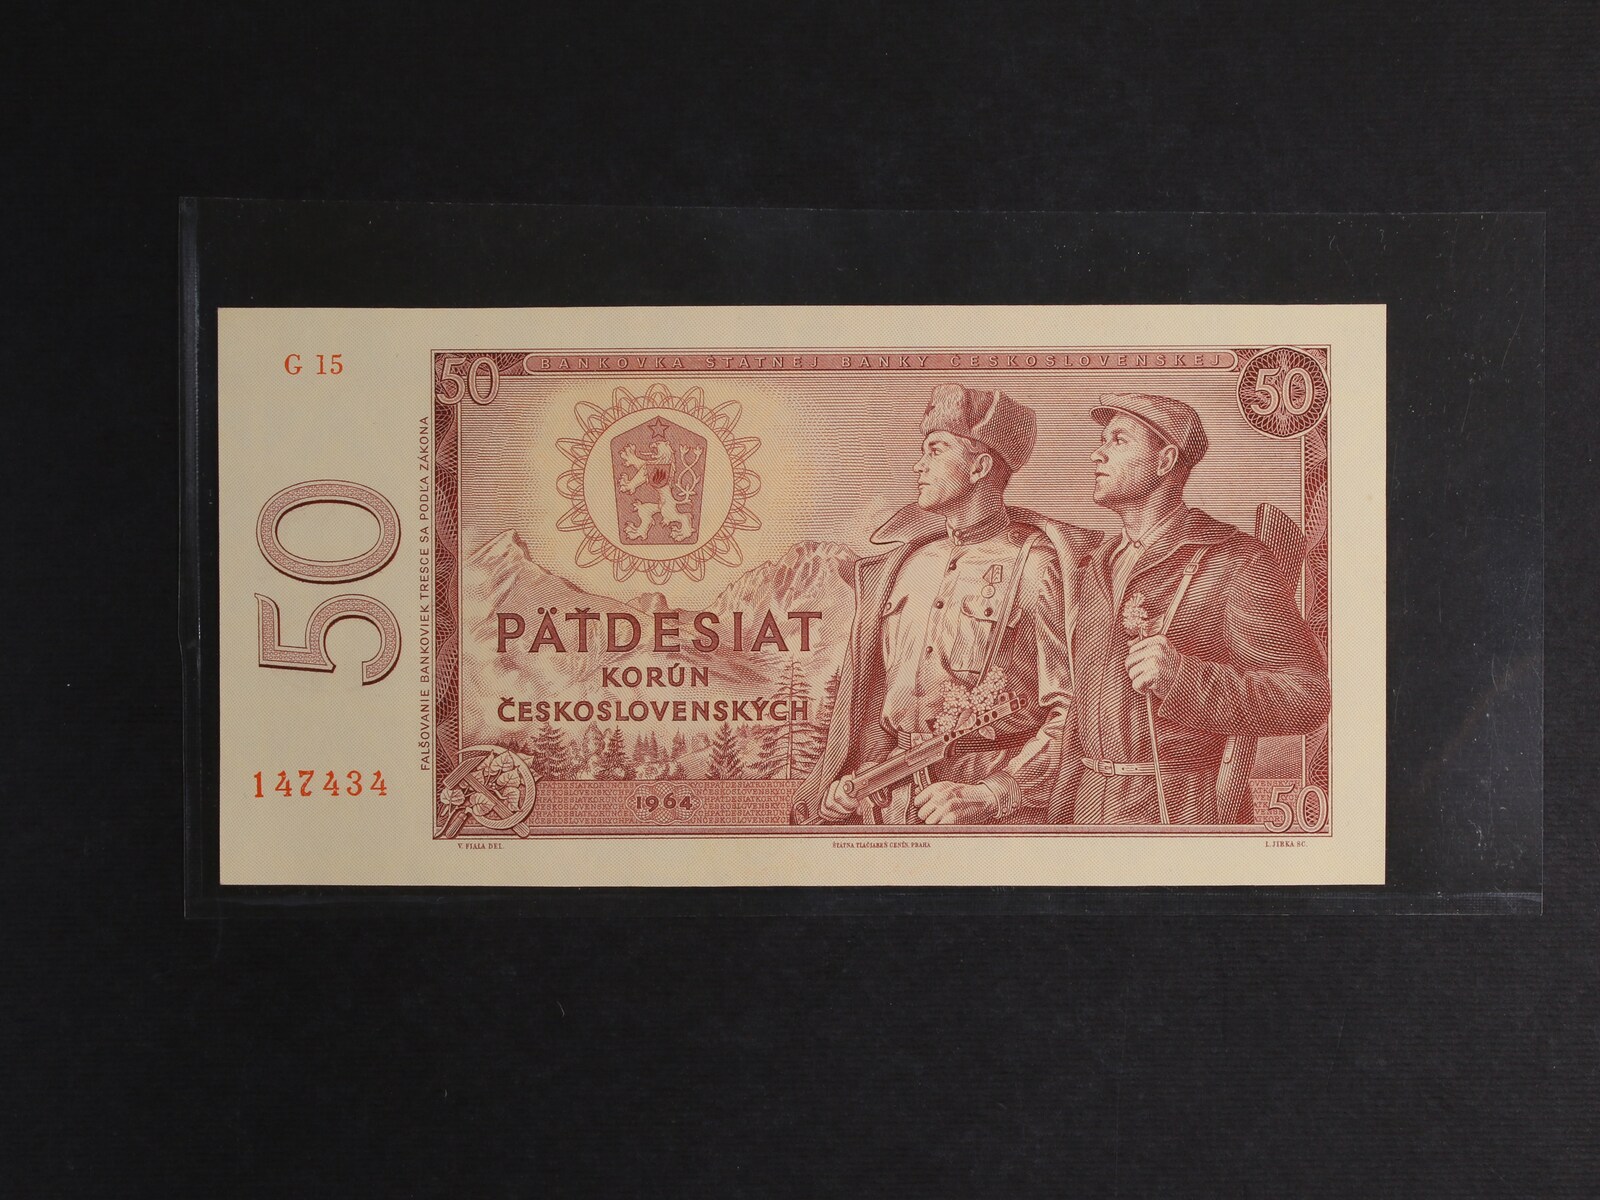 G 15
50
FALŠOVANIE BANKOVIEK TRESCE SA PODĽA ZÁKONA
147434
50
BANKOVKA ŠTÁTNEJ BANKY ČESKOSLOVENSKEJ
50
PÄŤDESIAT
KORÚN
ČESKOSLOVENSKÝCH
1964
50
V. FIALA DEL.
ŠTÁTNA TLAČIAREŇ CENÍN, PRAHA
L. JIRKA SC.